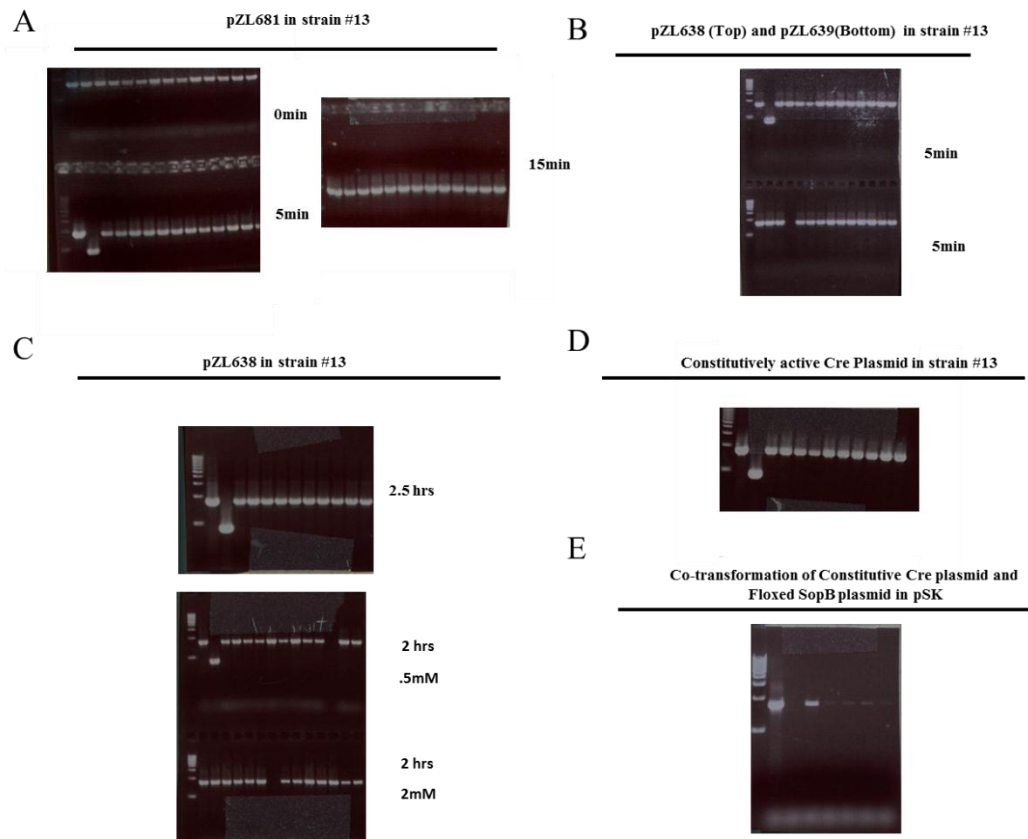 A
pZL681 in strain #13
0min
5min
15min
B
pZL638 (Top) and pZL639(Bottom) in strain #13
5min
5min
C
pZL638 in strain #13
2.5 hrs
2 hrs
.5mM
2 hrs
2mM
D
Constitutively active Cre Plasmid in strain #13
E
Co-transformation of Constitutive Cre plasmid and
Floxed SopB plasmid in pSK